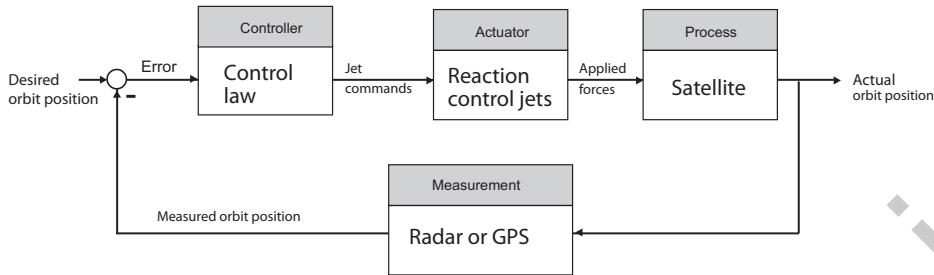 Controller
Actuator
Process
Desired
orbit position
Error
Control
law
Jet
commands
Reaction
control jets
Applied
forces
Satellite
Actual
orbit position
Measurement
Measured orbit position
Radar or GPS